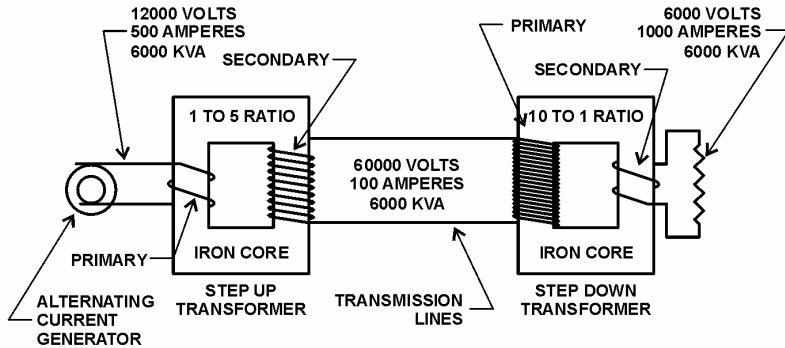 12000 VOLTS
500 AMPERES
6000 KVA
SECONDARY
PRIMARY
6000 VOLTS
1000 AMPERES
6000 KVA
SECONDARY
1 TO 5 RATIO
10 TO 1 RATIO
60000 VOLTS
100 AMPERES
6000 KVA
PRIMARY
IRON CORE
IRON CORE
STEP UP
TRANSFORMER
TRANSMISSION
LINES
STEP DOWN
TRANSFORMER
ALTERNATING
CURRENT
GENERATOR